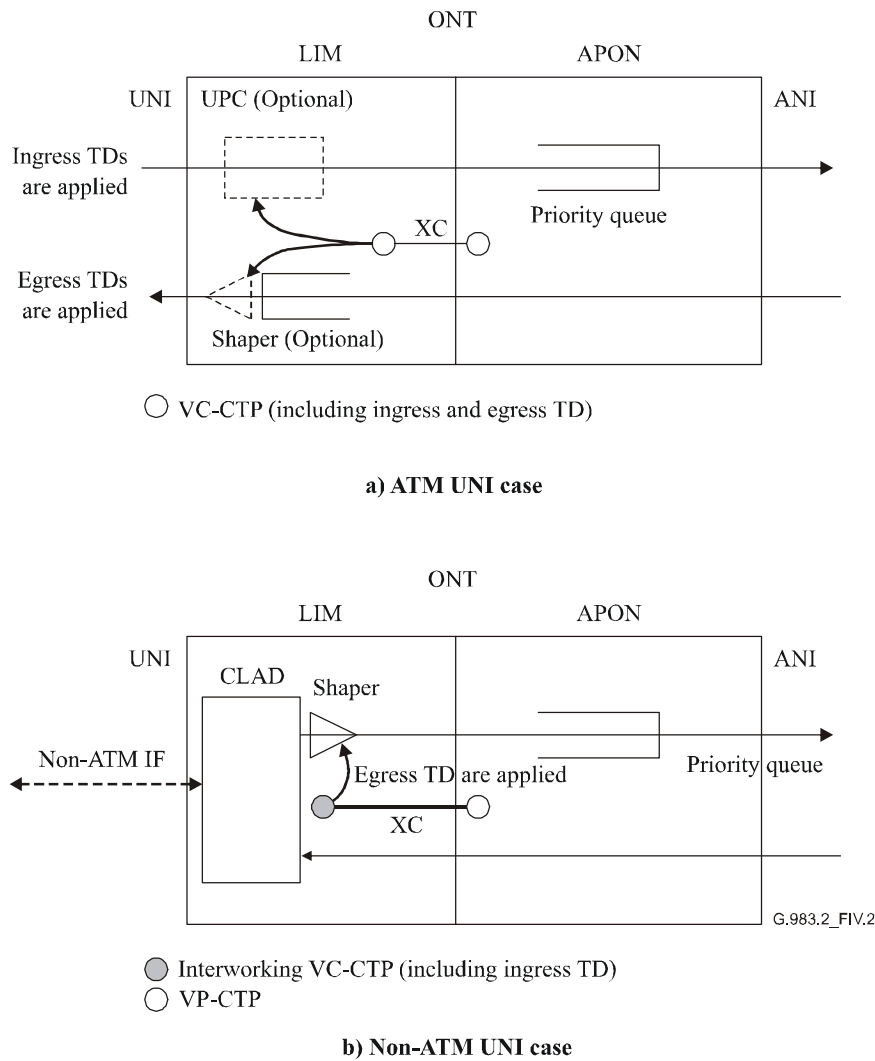 ONT
LIM
APON
UNI
UPC (Optional)
ANI
Ingress TDs
are applied
Priority queue
XC
Egress TDs
are applied
Shaper (Optional)
VC-CTP (including ingress and egress TD)
a) ATM UNI case
ONT
LIM
APON
UNI
ANI
CLAD
Shaper
Non-ATM IF
Egress TD are applied
Priority queue
XC
G.983.2_FIV.2
Interworking VC-CTP (including ingress TD)
VP-CTP
b) Non-ATM UNI case